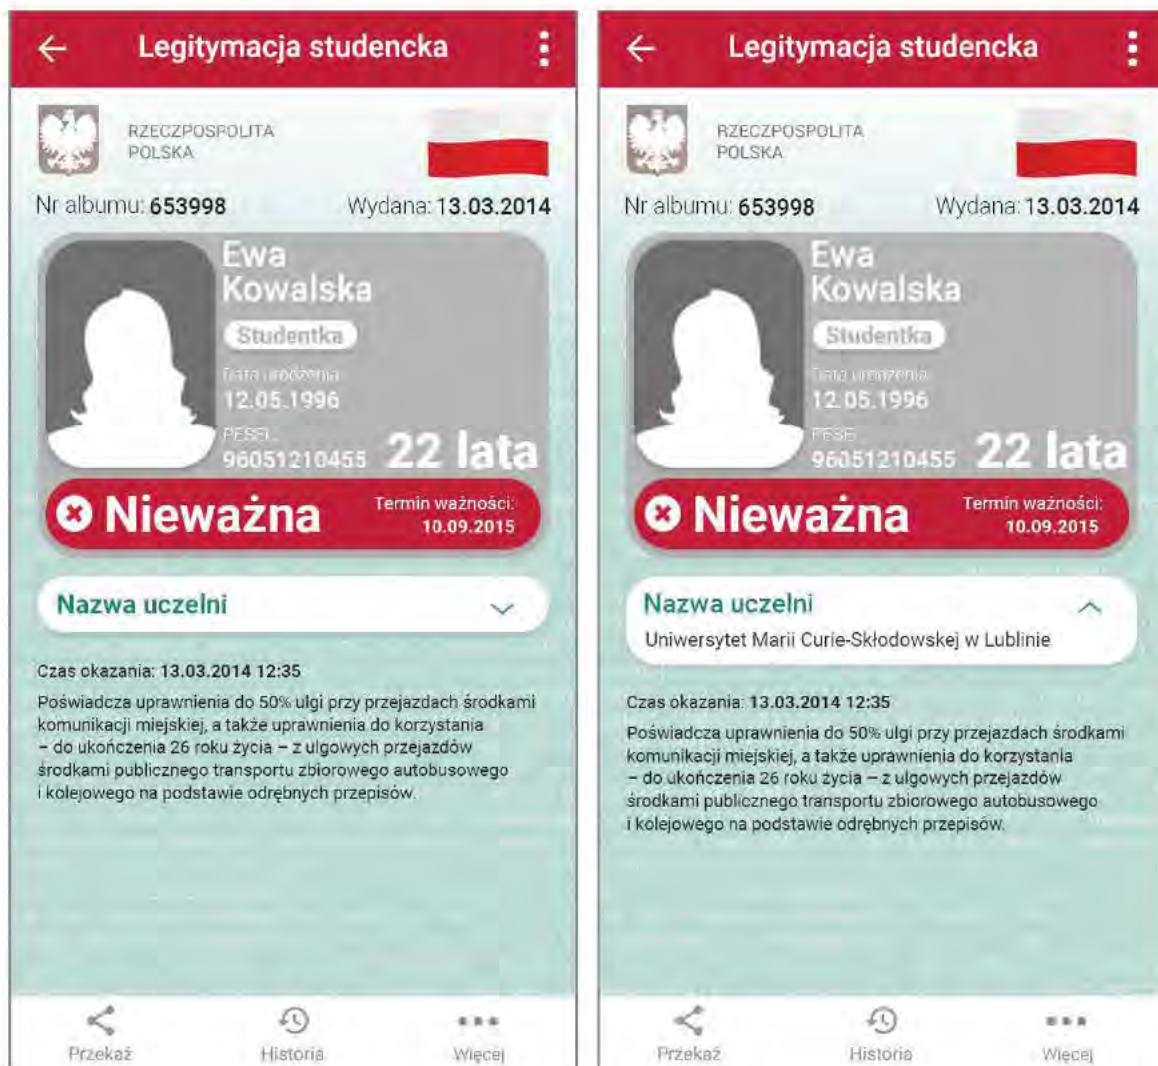 Legitymacja studencka
RZECZPOSPOLITA
POLSKA
Nr albumu: 653998 Wydana: 13.03.2014
Ewa
Kowalska
Studentka
Data urodzenia:
12.05.1996
PESEL:
96051210455 22 lata
Nieważna
Termin ważności:
10.09.2015
Nazwa uczelni
Czas okazania: 13.03.2014 12:35
Poświadcza uprawnienia do 50% ulgi przy przejazdach środkami
komunikacji miejskiej, a także uprawnienia do korzystania
– do ukończenia 26 roku życia – z ulgowych przejazdów
środkami publicznego transportu zbiorowego autobusowego
i kolejowego na podstawie odrębnych przepisów.
Przekaż Historia Więcej
Legitymacja studencka
RZECZPOSPOLITA
POLSKA
Nr albumu: 653998 Wydana: 13.03.2014
Ewa
Kowalska
Studentka
Data urodzenia:
12.05.1996
PESEL:
96051210455 22 lata
Nieważna
Termin ważności:
10.09.2015
Nazwa uczelni
Uniwersytet Marii Curie-Skłodowskej w Lublinie
Czas okazania: 13.03.2014 12:35
Poświadcza uprawnienia do 50% ulgi przy przejazdach środkami
komunikacji miejskiej, a także uprawnienia do korzystania
– do ukończenia 26 roku życia – z ulgowych przejazdów
środkami publicznego transportu zbiorowego autobusowego
i kolejowego na podstawie odrębnych przepisów.
Przekaż Historia Więcej